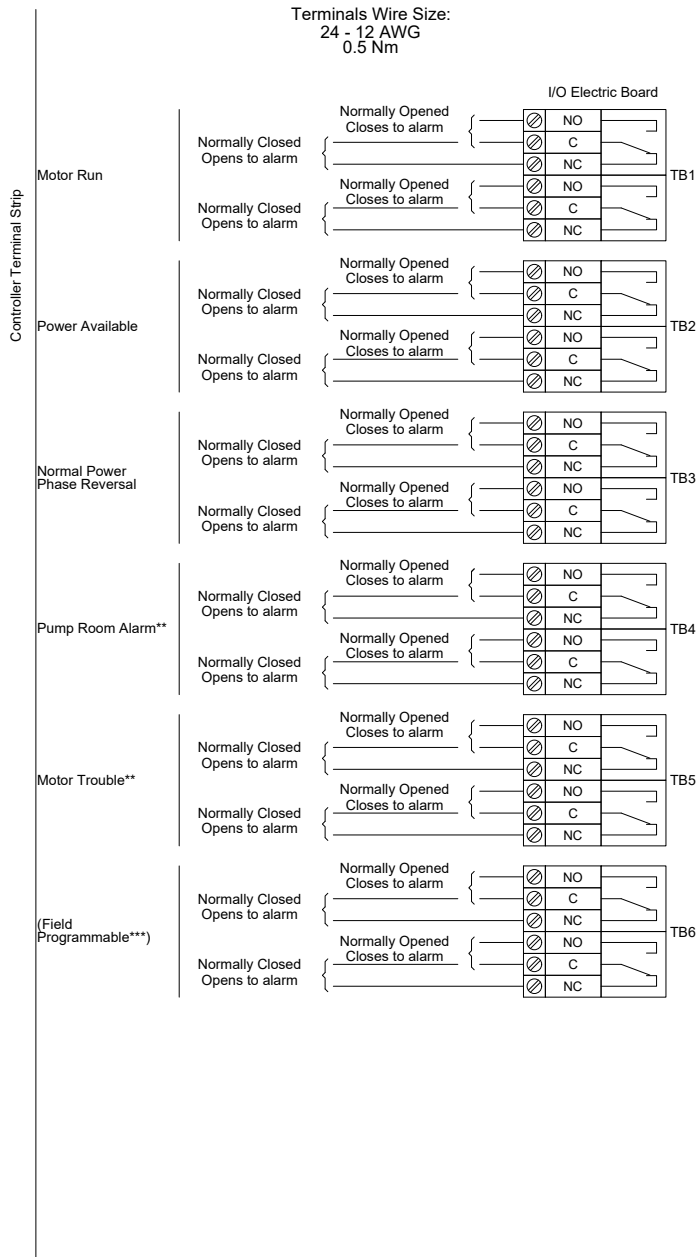 Terminals Wire Size:
24 - 12 AWG
0.5 Nm
I/O Electric Board
Controller Terminal Strip
Motor Run
Normally Opened
Closes to alarm
Normally Closed
Opens to alarm
Normally Opened
Closes to alarm
Normally Closed
Opens to alarm
NO
C
NC
NO
C
NC
TB1
Power Available
Normally Opened
Closes to alarm
Normally Closed
Opens to alarm
Normally Opened
Closes to alarm
Normally Closed
Opens to alarm
NO
C
NC
NO
C
NC
TB2
Normal Power
Phase Reversal
Normally Opened
Closes to alarm
Normally Closed
Opens to alarm
Normally Opened
Closes to alarm
Normally Closed
Opens to alarm
NO
C
NC
NO
C
NC
TB3
Pump Room Alarm**
Normally Opened
Closes to alarm
Normally Closed
Opens to alarm
Normally Opened
Closes to alarm
Normally Closed
Opens to alarm
NO
C
NC
NO
C
NC
TB4
Motor Trouble**
Normally Opened
Closes to alarm
Normally Closed
Opens to alarm
Normally Opened
Closes to alarm
Normally Closed
Opens to alarm
NO
C
NC
NO
C
NC
TB5
(Field
Programmable***)
Normally Opened
Closes to alarm
Normally Closed
Opens to alarm
Normally Opened
Closes to alarm
Normally Closed
Opens to alarm
NO
C
NC
NO
C
NC
TB6